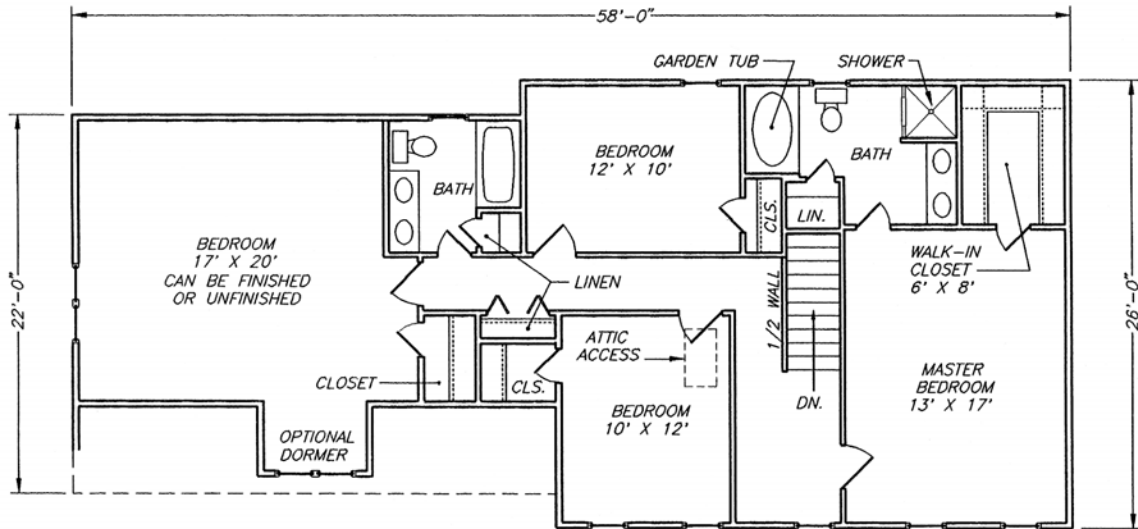 58'-0"
GARDEN TUB
SHOWER
22'-0"
26'-0"
BEDROOM
12' X 10'
BATH
BATH
CLS.
LIN.
BEDROOM
17' X 20'
CAN BE FINISHED
OR UNFINISHED
LINEN
WALK-IN
CLOSET
6' X 8'
1/2 WALL
ATTIC
ACCESS
CLOSET
CLS.
BEDROOM
10' X 12'
DN.
MASTER
BEDROOM
13' X 17'
OPTIONAL
DORMER